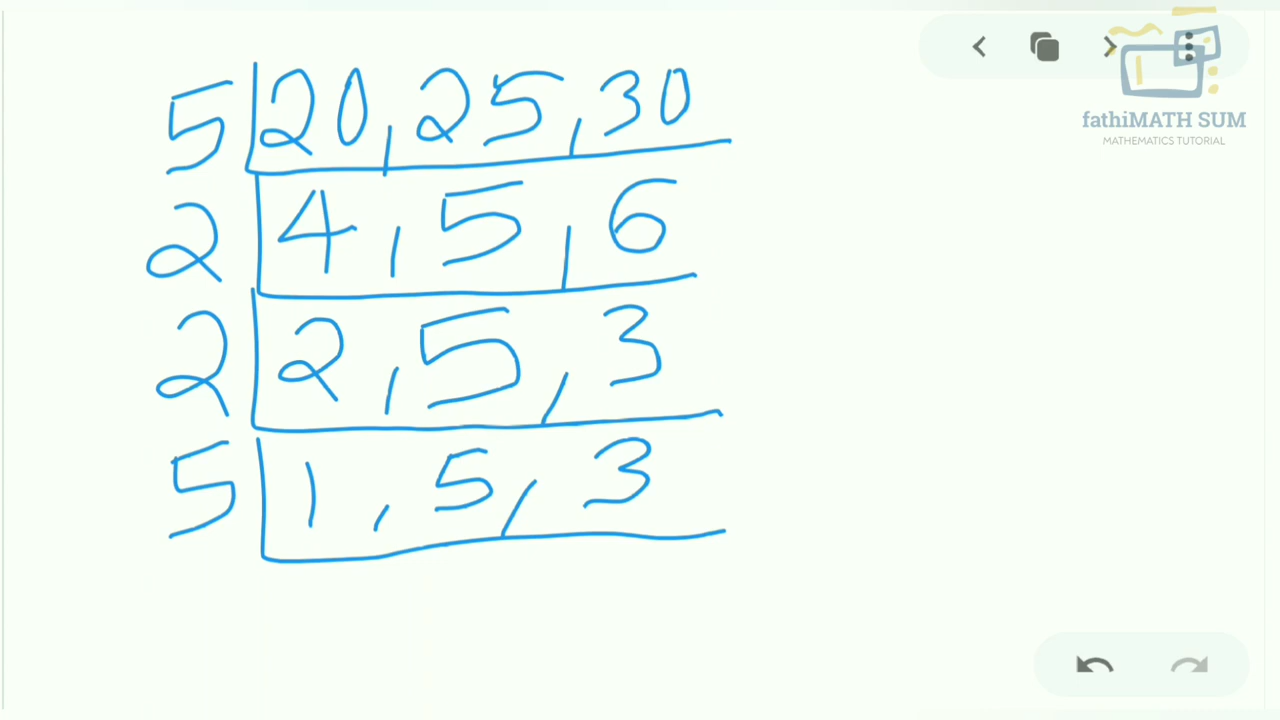 fathiMATH SUM
MATHEMATICS TUTORIAL
5 20, 25, 30
2 4, 5, 6
2 2, 5, 3
5 1, 5, 3